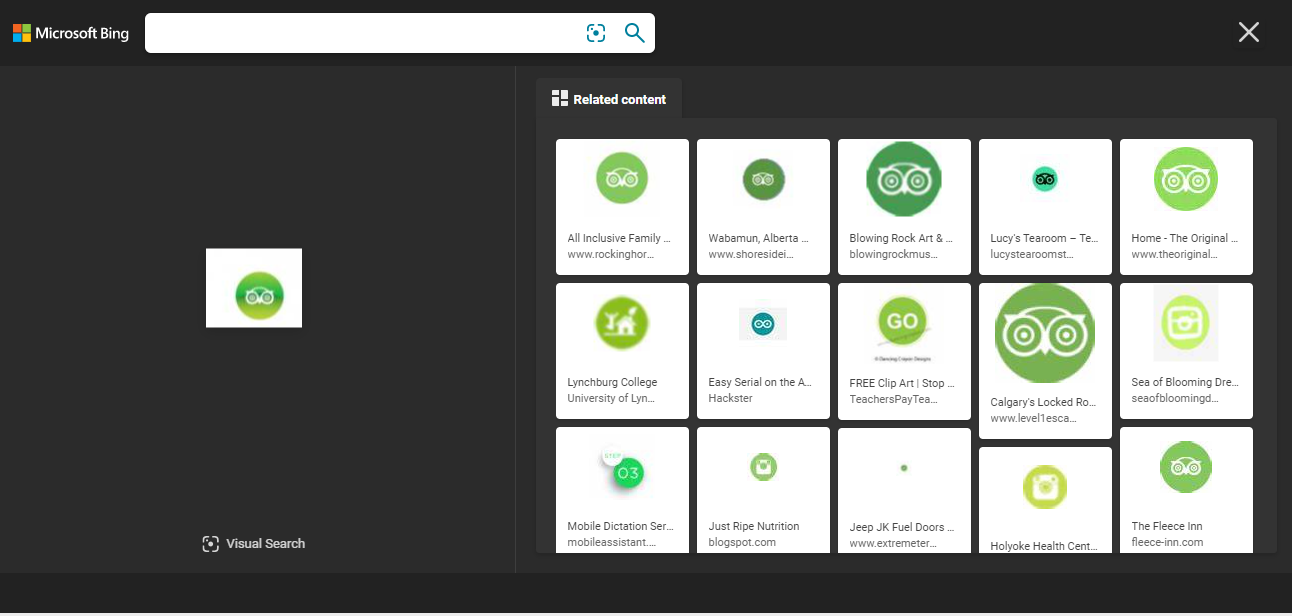 Microsoft Bing
Related content
All Inclusive Family ...
www.rockinghor...
Wabamun, Alberta ...
www.shoresidei...
Blowing Rock Art & ...
blowingrockmus...
Lucy's Tearoom – Te...
lucystearoomst...
Home - The Original ...
www.theoriginal...
Lynchburg College
University of Lyn...
Easy Serial on the A...
Hackster
GO
© Dancing Crayon Designs
FREE Clip Art | Stop ...
TeachersPayTea...
Calgary's Locked Ro...
www.level1esca...
Sea of Blooming Dre...
seaofbloomingd...
STEP
03
Mobile Dictation Ser...
mobileassistant....
Just Ripe Nutrition
blogspot.com
Jeep JK Fuel Doors ...
www.extremeter...
Holyoke Health Cent...
The Fleece Inn
fleece-inn.com
Visual Search